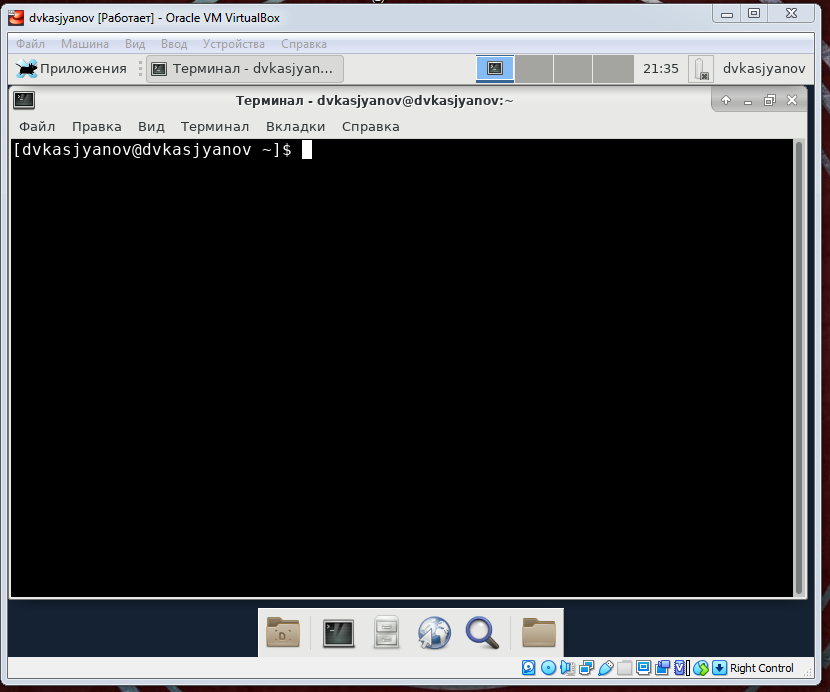 dvkasjyanov [Работает] - Oracle VM VirtualBox
Файл Машина Вид Ввод Устройства Справка
Приложения Терминал - dvkasjyan... 21:35 dvkasjyanov
Терминал - dvkasjyanov@dvkasjyanov:~
Файл Правка Вид Терминал Вкладки Справка
[dvkasjyanov@dvkasjyanov ~]$
Right Control